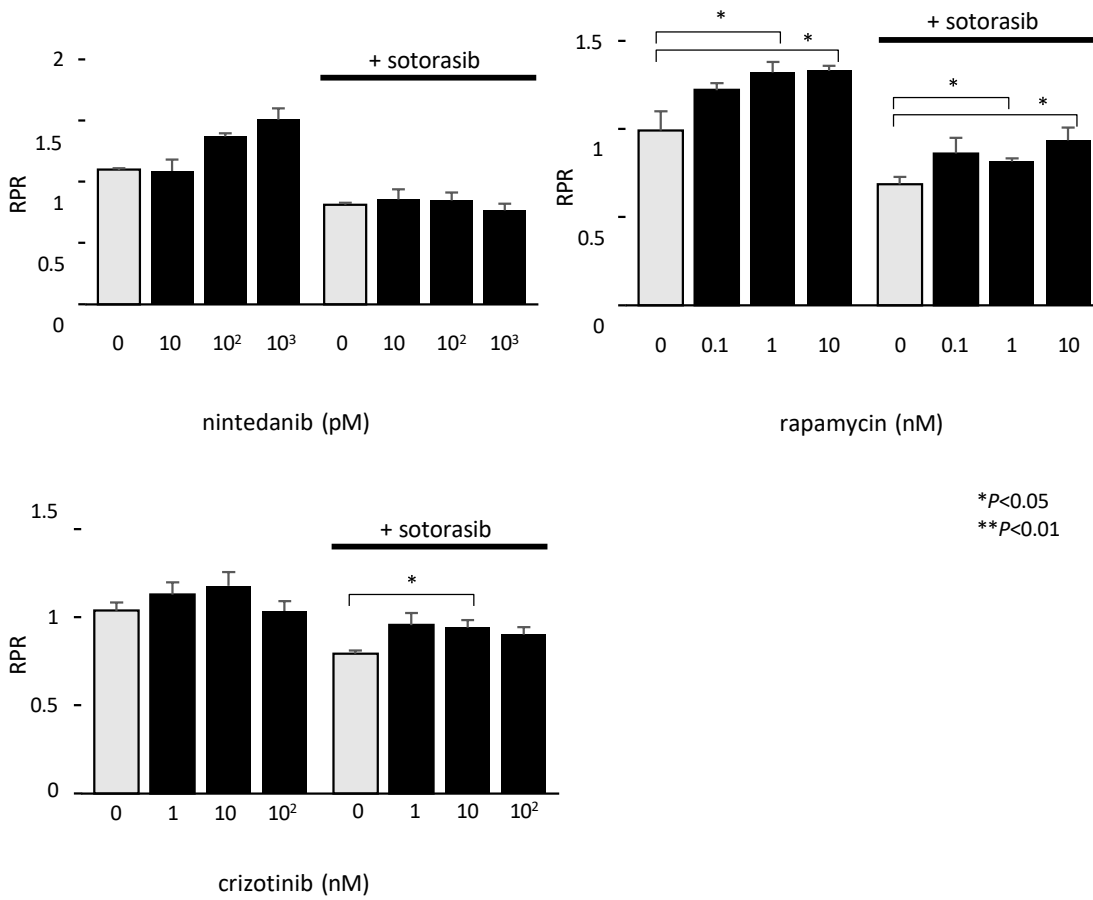 2
1.5
1
0.5
0
RPR
+ sotorasib
0 10 10² 10³ 0 10 10² 10³
nintedanib (pM)
1.5
1
0.5
0
RPR
* *
+ sotorasib
* *
0 0.1 1 10 0 0.1 1 10
rapamycin (nM)
*P<0.05
**P<0.01
1.5
1
0.5
0
RPR
+ sotorasib
*
0 1 10 10² 0 1 10 10²
crizotinib (nM)